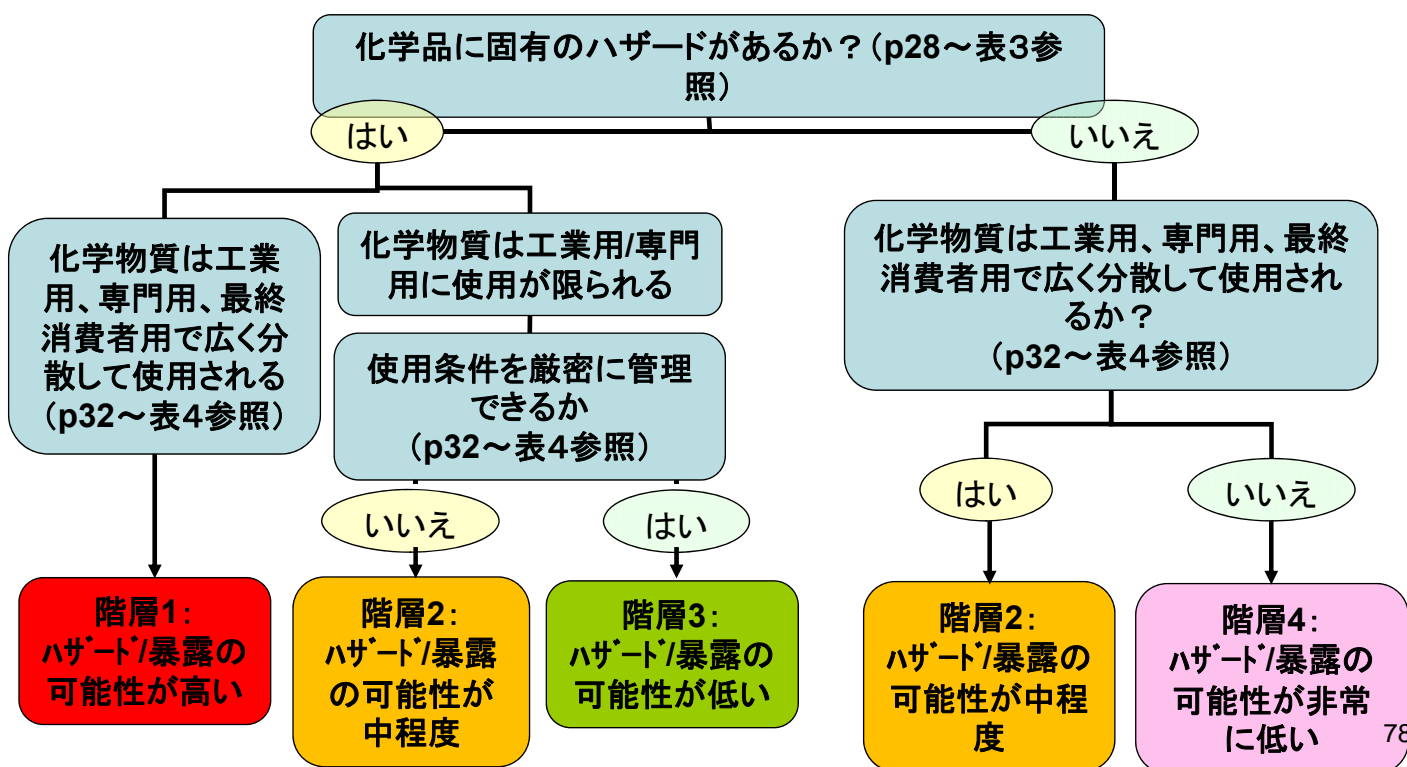 化学品に固有のハザードがあるか？（p28～表３参
照）
はい
いいえ
化学物質は工業
用、専門用、最終
消費者用で広く分
散して使用される
（p32～表４参照）
化学物質は工業用/専門
用に使用が限られる
使用条件を厳密に管理
できるか
（p32～表４参照）
化学物質は工業用、専門用、最終
消費者用で広く分散して使用され
るか？
（p32～表４参照）
いいえ
はい
はい
いいえ
階層1：
ﾊｻﾞｰﾄﾞ/暴露の
可能性が高い
階層2：
ﾊｻﾞｰﾄﾞ/暴露
の可能性が
中程度
階層3：
ﾊｻﾞｰﾄﾞ/暴露の
可能性が低い
階層2：
ﾊｻﾞｰﾄﾞ/暴露の
可能性が中程
度
階層4：
ﾊｻﾞｰﾄﾞ/暴露の
可能性が非常
に低い
78